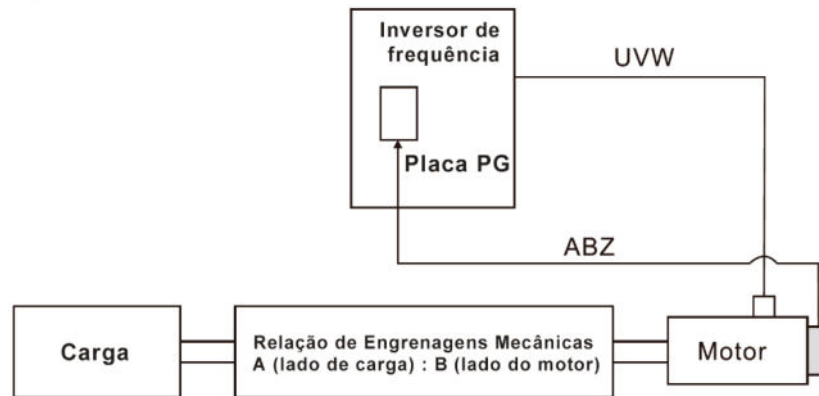 Inversor de
frequência
UVW
Placa PG
ABZ
Carga
Relação de Engrenagens Mecânicas
A (lado de carga) : B (lado do motor)
Motor